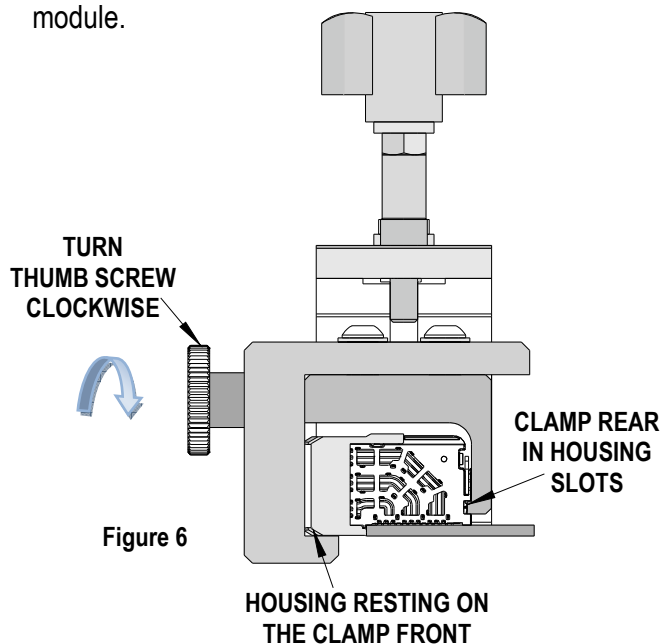 module.
TURN
THUMB SCREW
CLOCKWISE
CLAMP REAR
IN HOUSING
SLOTS
Figure 6
HOUSING RESTING ON
THE CLAMP FRONT